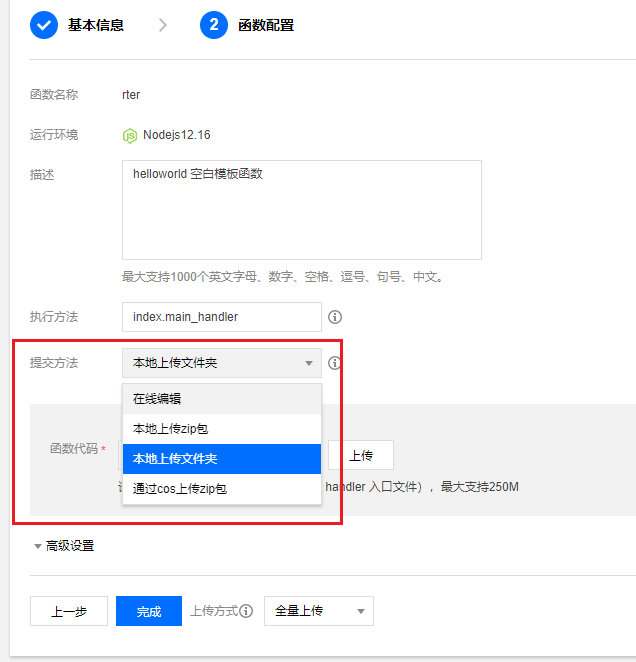 基本信息
2 函数配置
函数名称 rter
运行环境 Nodejs12.16
描述 helloworld 空白模板函数
最大支持1000个英文字母、数字、空格、逗号、句号、中文。
执行方法 index.main_handler
提交方法 本地上传文件夹
在线编辑
本地上传zip包
函数代码 * 上传
本地上传文件夹
通过cos上传zip包
handler 入口文件），最大支持250M
高级设置
上一步 完成 上传方式 全量上传